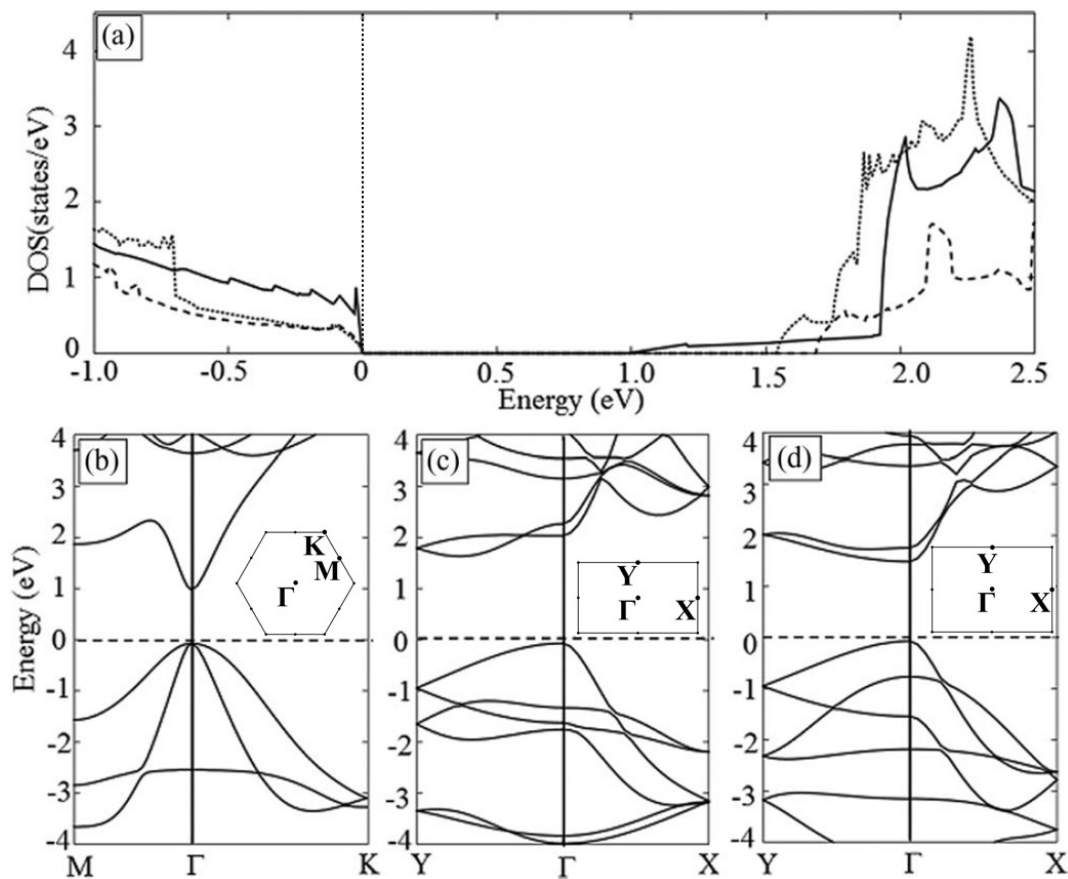 (a)
DOS(states/eV)
4
3
2
1
0
-1.0 -0.5 0 0.5 1.0 1.5 2.0 2.5
Energy (eV)
(b) (c) (d)
Energy (eV)
4 4 4
3 3 3
2 2 2
1 1 1
0 0 0
-1 -1 -1
-2 -2 -2
-3 -3 -3
-4 -4 -4
K
M
Γ
Y
Γ X
Y
Γ X
M Γ K Y Γ X Y Γ X